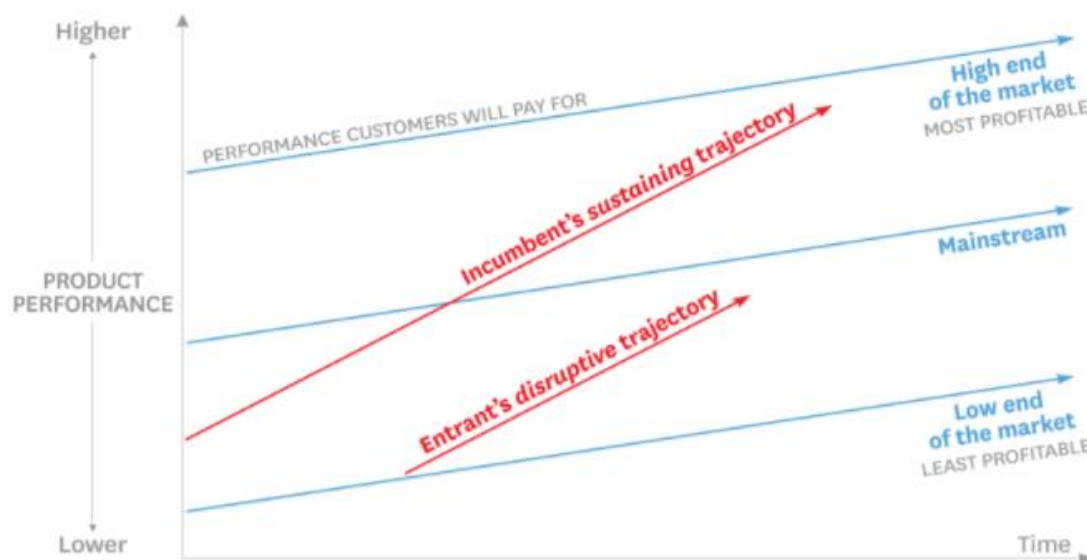 Higher
PERFORMANCE CUSTOMERS WILL PAY FOR
High end
of the market
MOST PROFITABLE
Incumbent's sustaining trajectory
Mainstream
PRODUCT
PERFORMANCE
Entrant's disruptive trajectory
Low end
of the market
LEAST PROFITABLE
Lower
Time